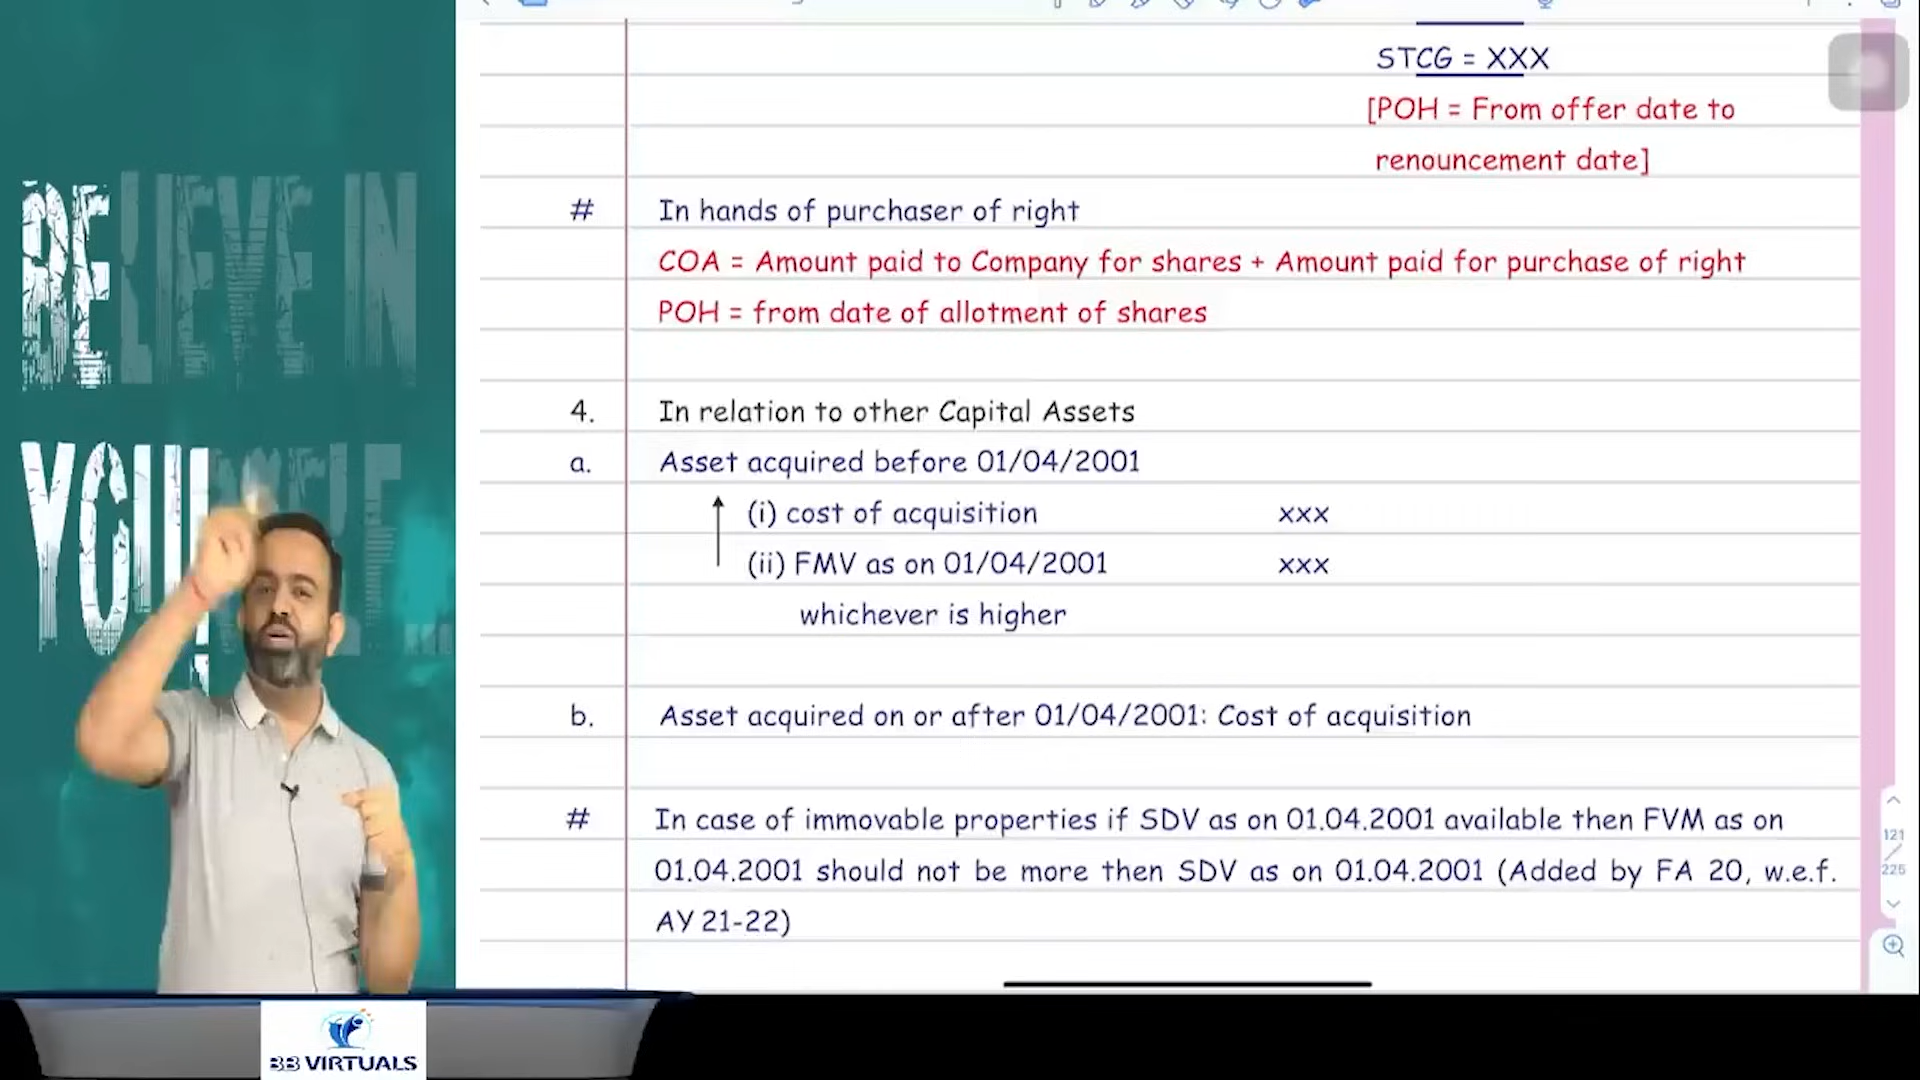 BELIEVE IN
STCG = XXX
[POH = From offer date to
renouncement date]
# In hands of purchaser of right
COA = Amount paid to Company for shares + Amount paid for purchase of right
POH = from date of allotment of shares
4. In relation to other Capital Assets
a. Asset acquired before 01/04/2001
(i) cost of acquisition xxx
(ii) FMV as on 01/04/2001 xxx
whichever is higher
b. Asset acquired on or after 01/04/2001: Cost of acquisition
# In case of immovable properties if SDV as on 01.04.2001 available then FVM as on
01.04.2001 should not be more then SDV as on 01.04.2001 (Added by FA 20, w.e.f.
AY 21-22)
121
225
BB VIRTUALS